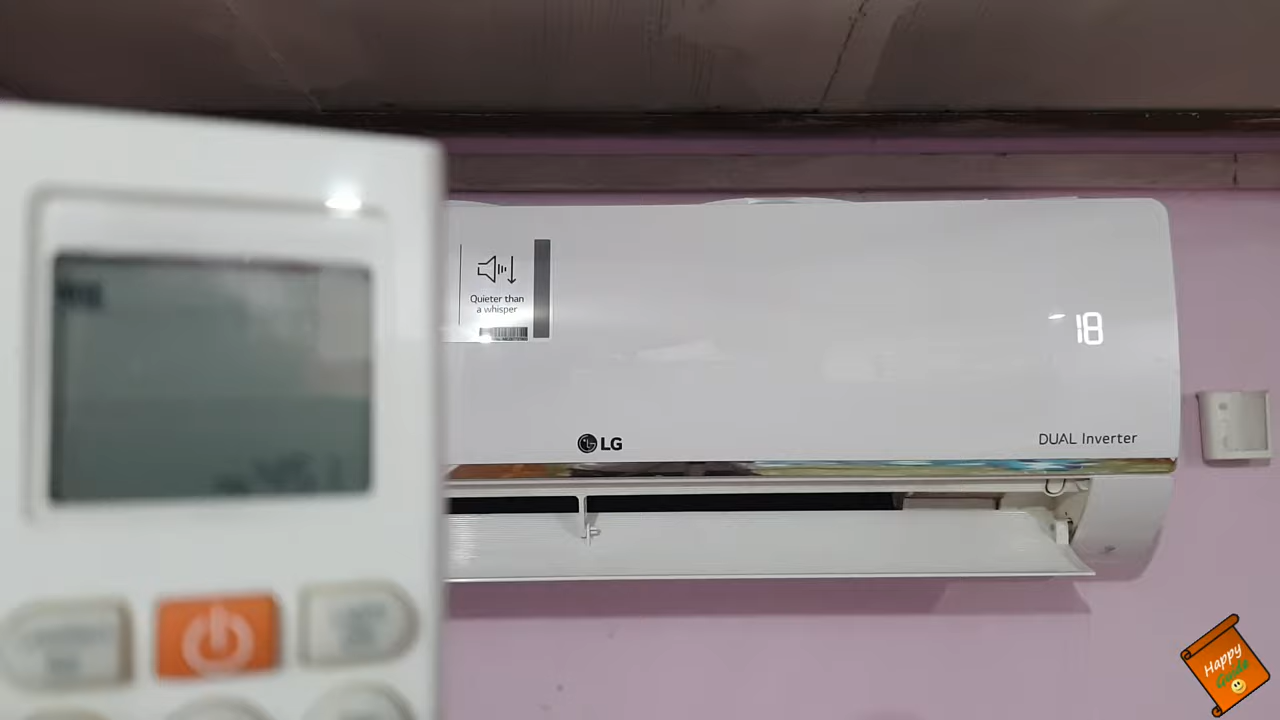 Quieter than
a whisper
18
LG
DUAL Inverter
Happy
Guide